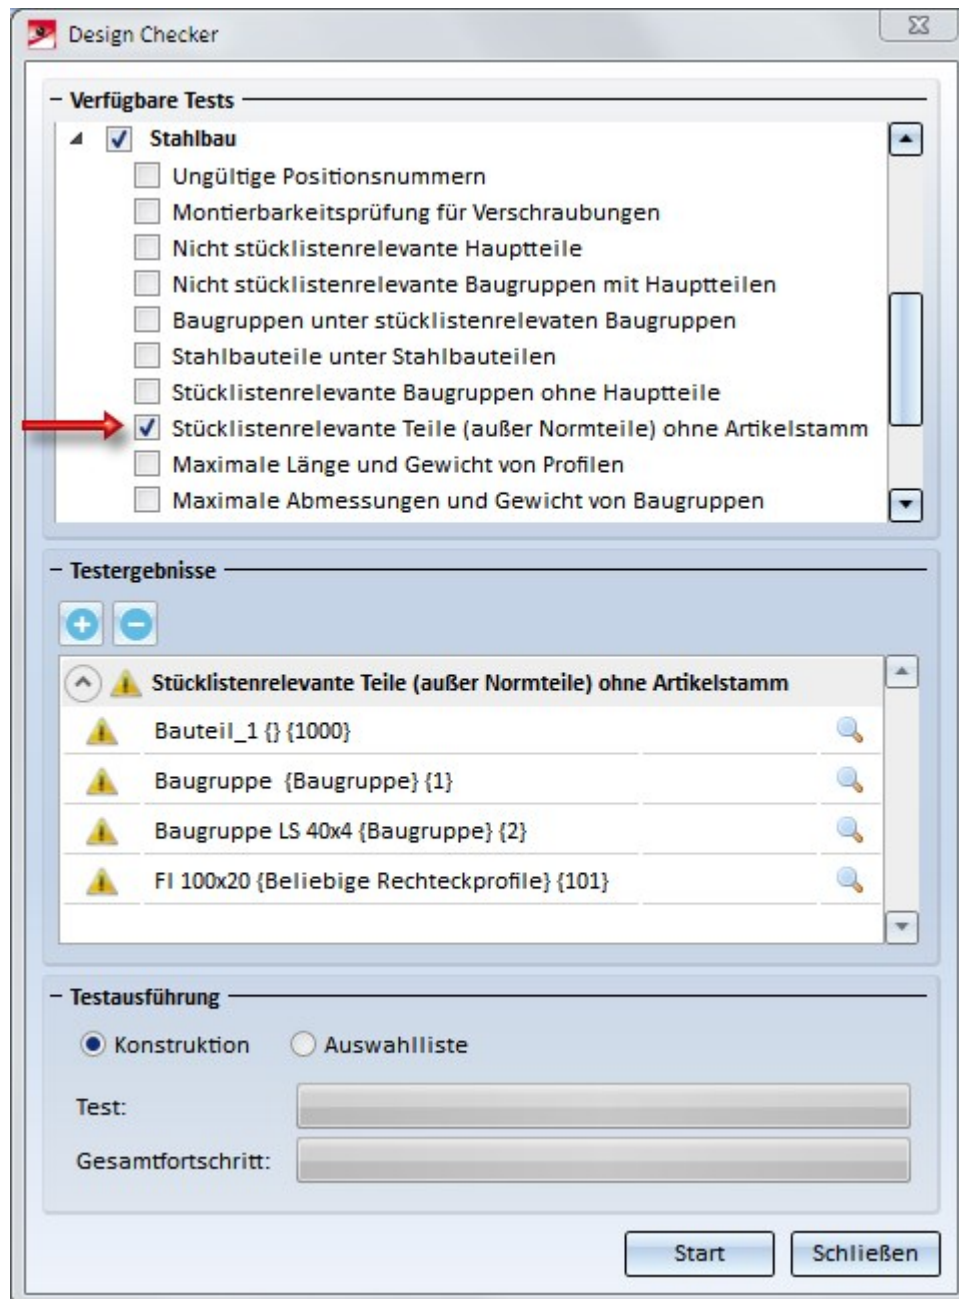 Design Checker
Verfügbare Tests
Stahlbau
Ungültige Positionsnummern
Montierbarkeitsprüfung für Verschraubungen
Nicht stücklistenrelevante Hauptteile
Nicht stücklistenrelevante Baugruppen mit Hauptteilen
Baugruppen unter stücklistenrelevaten Baugruppen
Stahlbauteile unter Stahlbauteilen
Stücklistenrelevante Baugruppen ohne Hauptteile
Stücklistenrelevante Teile (außer Normteile) ohne Artikelstamm
Maximale Länge und Gewicht von Profilen
Maximale Abmessungen und Gewicht von Baugruppen
Testergebnisse
Stücklistenrelevante Teile (außer Normteile) ohne Artikelstamm
Bauteil_1 {} {1000}
Baugruppe {Baugruppe} {1}
Baugruppe LS 40x4 {Baugruppe} {2}
Fl 100x20 {Beliebige Rechteckprofile} {101}
Testausführung
Konstruktion Auswahlliste
Test:
Gesamtfortschritt:
Start Schließen